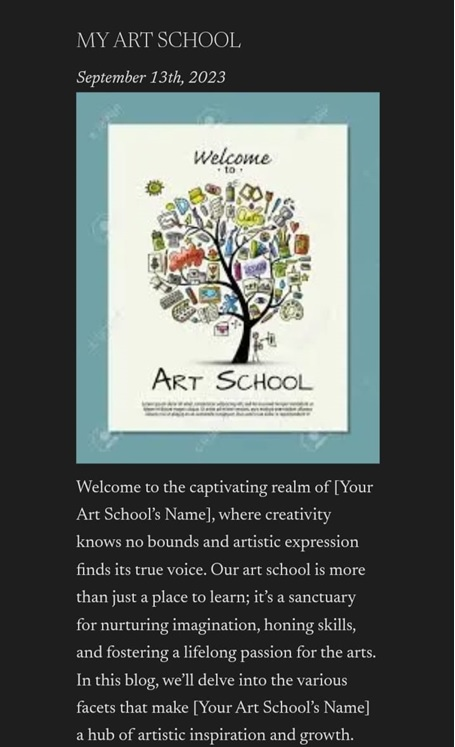 MY ART SCHOOL
September 13th, 2023
Welcome
• to •
ART SCHOOL
Welcome to the captivating realm of [Your
Art School’s Name], where creativity
knows no bounds and artistic expression
finds its true voice. Our art school is more
than just a place to learn; it’s a sanctuary
for nurturing imagination, honing skills,
and fostering a lifelong passion for the arts.
In this blog, we’ll delve into the various
facets that make [Your Art School’s Name]
a hub of artistic inspiration and growth.